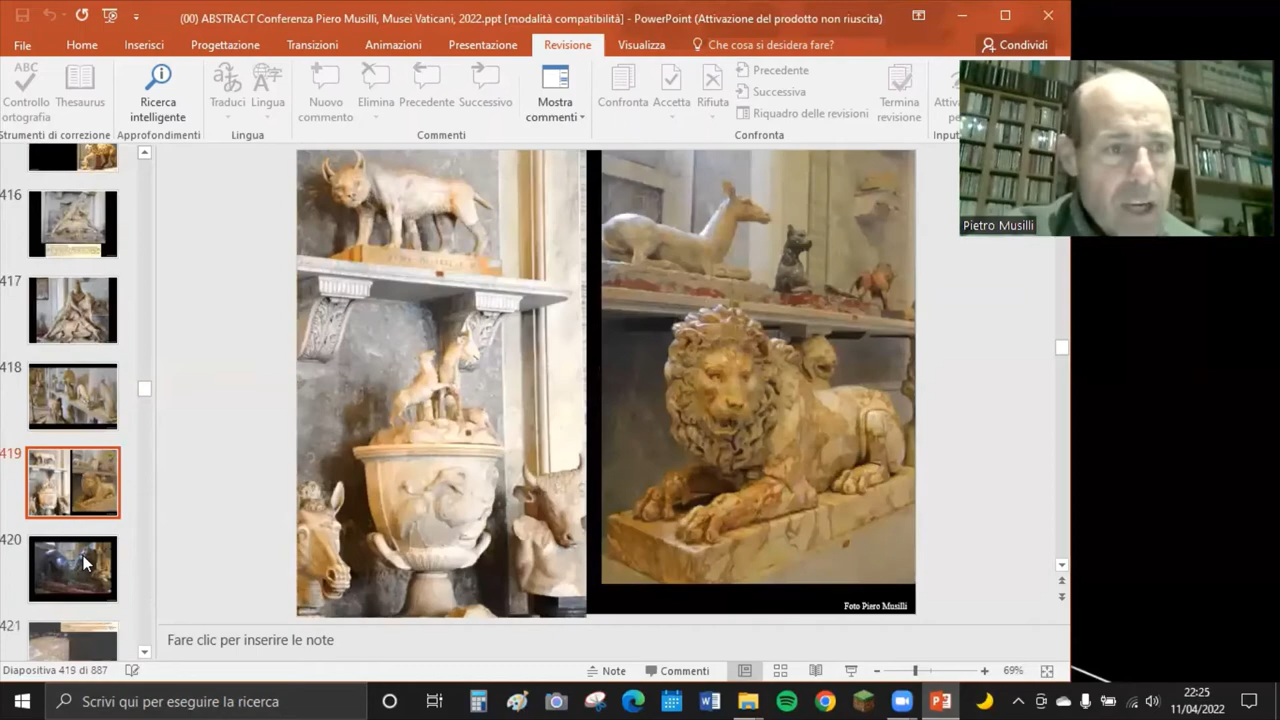 (00) ABSTRACT Conferenza Piero Musilli, Musei Vaticani, 2022.ppt [modalità compatibilità] - PowerPoint (Attivazione del prodotto non riuscita)
File Home Inserisci Progettazione Transizioni Animazioni Presentazione Revisione Visualizza Che cosa si desidera fare? Condividi
ABC
Controllo ortografia
Thesaurus
Ricerca intelligente
Traduci
Lingua
Nuovo commento
Elimina
Precedente
Successivo
Mostra commenti
Confronta
Accetta
Rifiuta
Precedente
Successiva
Riquadro delle revisioni
Termina revisione
Strumenti di correzione Approfondimenti Lingua Commenti Confronta
Pietro Musilli
416
417
418
419
420
421
Foto Piero Musilli
Fare clic per inserire le note
Diapositiva 419 di 887 Note Commenti 69%
Scrivi qui per eseguire la ricerca
22:25
11/04/2022